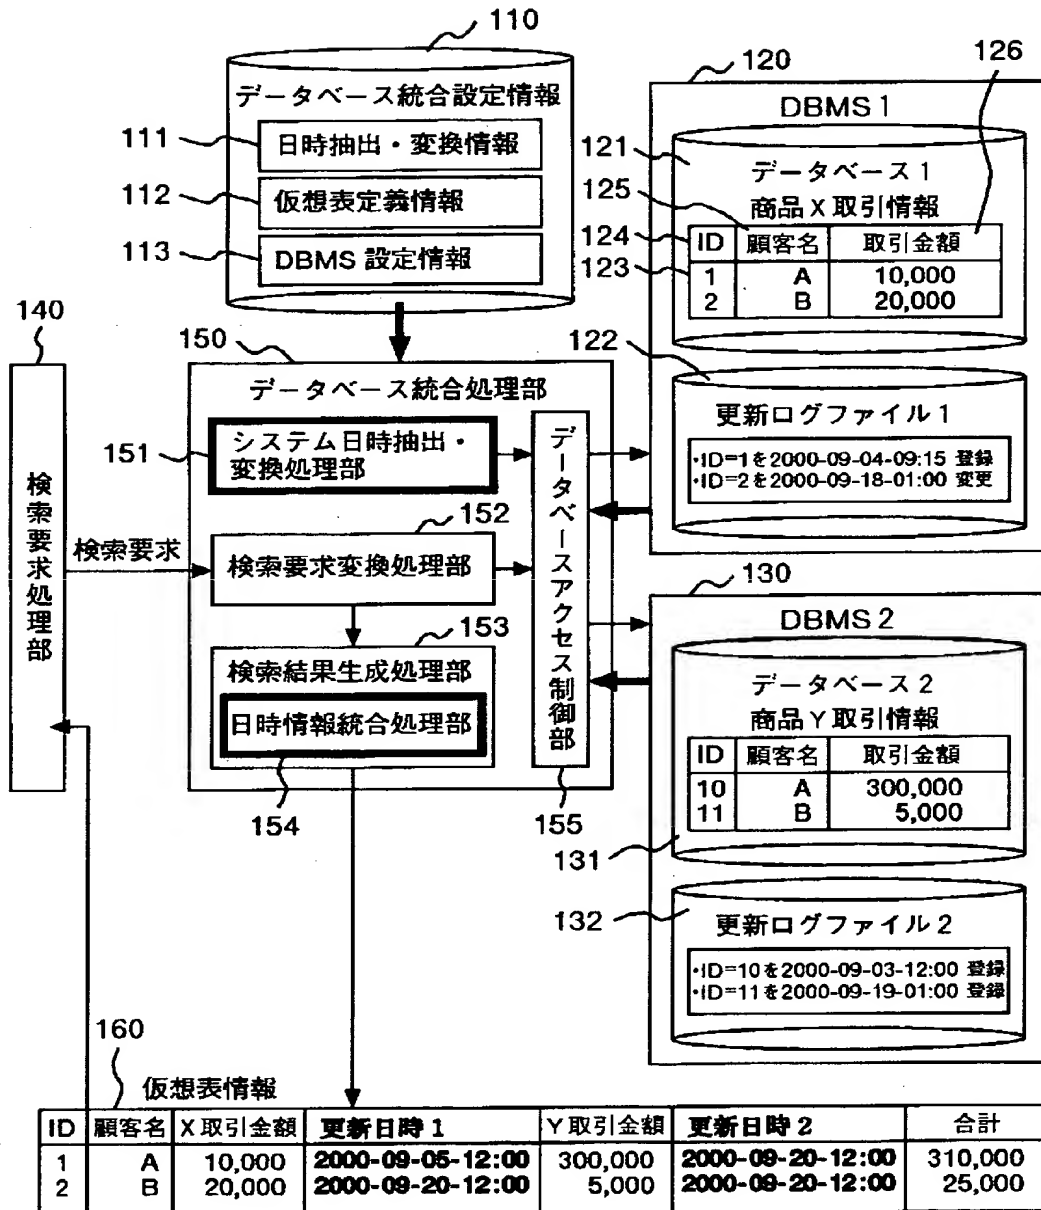 110
データベース統合設定情報
111
日時抽出・変換情報
112
仮想表定義情報
113
DBMS 設定情報
120
126
DBMS 1
121
データベース1
125
商品X取引情報
124
ID 顧客名 取引金額
123
1 A 10,000
2 B 20,000
122
更新ログファイル1
・ID=1を2000-09-04-09:15 登録
・ID=2を2000-09-18-01:00 変更
140
検索要求処理部
検索要求
150
データベース統合処理部
151
システム日時抽出・
変換処理部
152
検索要求変換処理部
153
検索結果生成処理部
日時情報統合処理部
154
データベースアクセス制御部
155
130
DBMS 2
データベース2
商品Y取引情報
ID 顧客名 取引金額
10 A 300,000
11 B 5,000
131
132
更新ログファイル2
・ID=10を2000-09-03-12:00 登録
・ID=11を2000-09-19-01:00 登録
160
仮想表情報
ID 顧客名 X取引金額 更新日時1 Y取引金額 更新日時2 合計
1 A 10,000 2000-09-05-12:00 300,000 2000-09-20-12:00 310,000
2 B 20,000 2000-09-20-12:00 5,000 2000-09-20-12:00 25,000